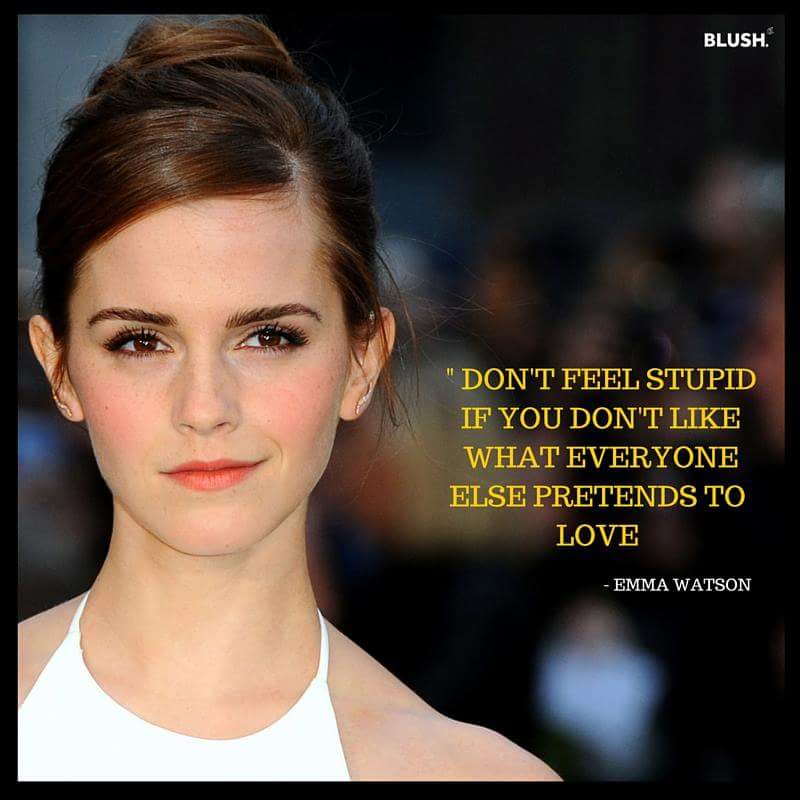 BLUSH.
" DON'T FEEL STUPID
IF YOU DON'T LIKE
WHAT EVERYONE
ELSE PRETENDS TO
LOVE
- EMMA WATSON